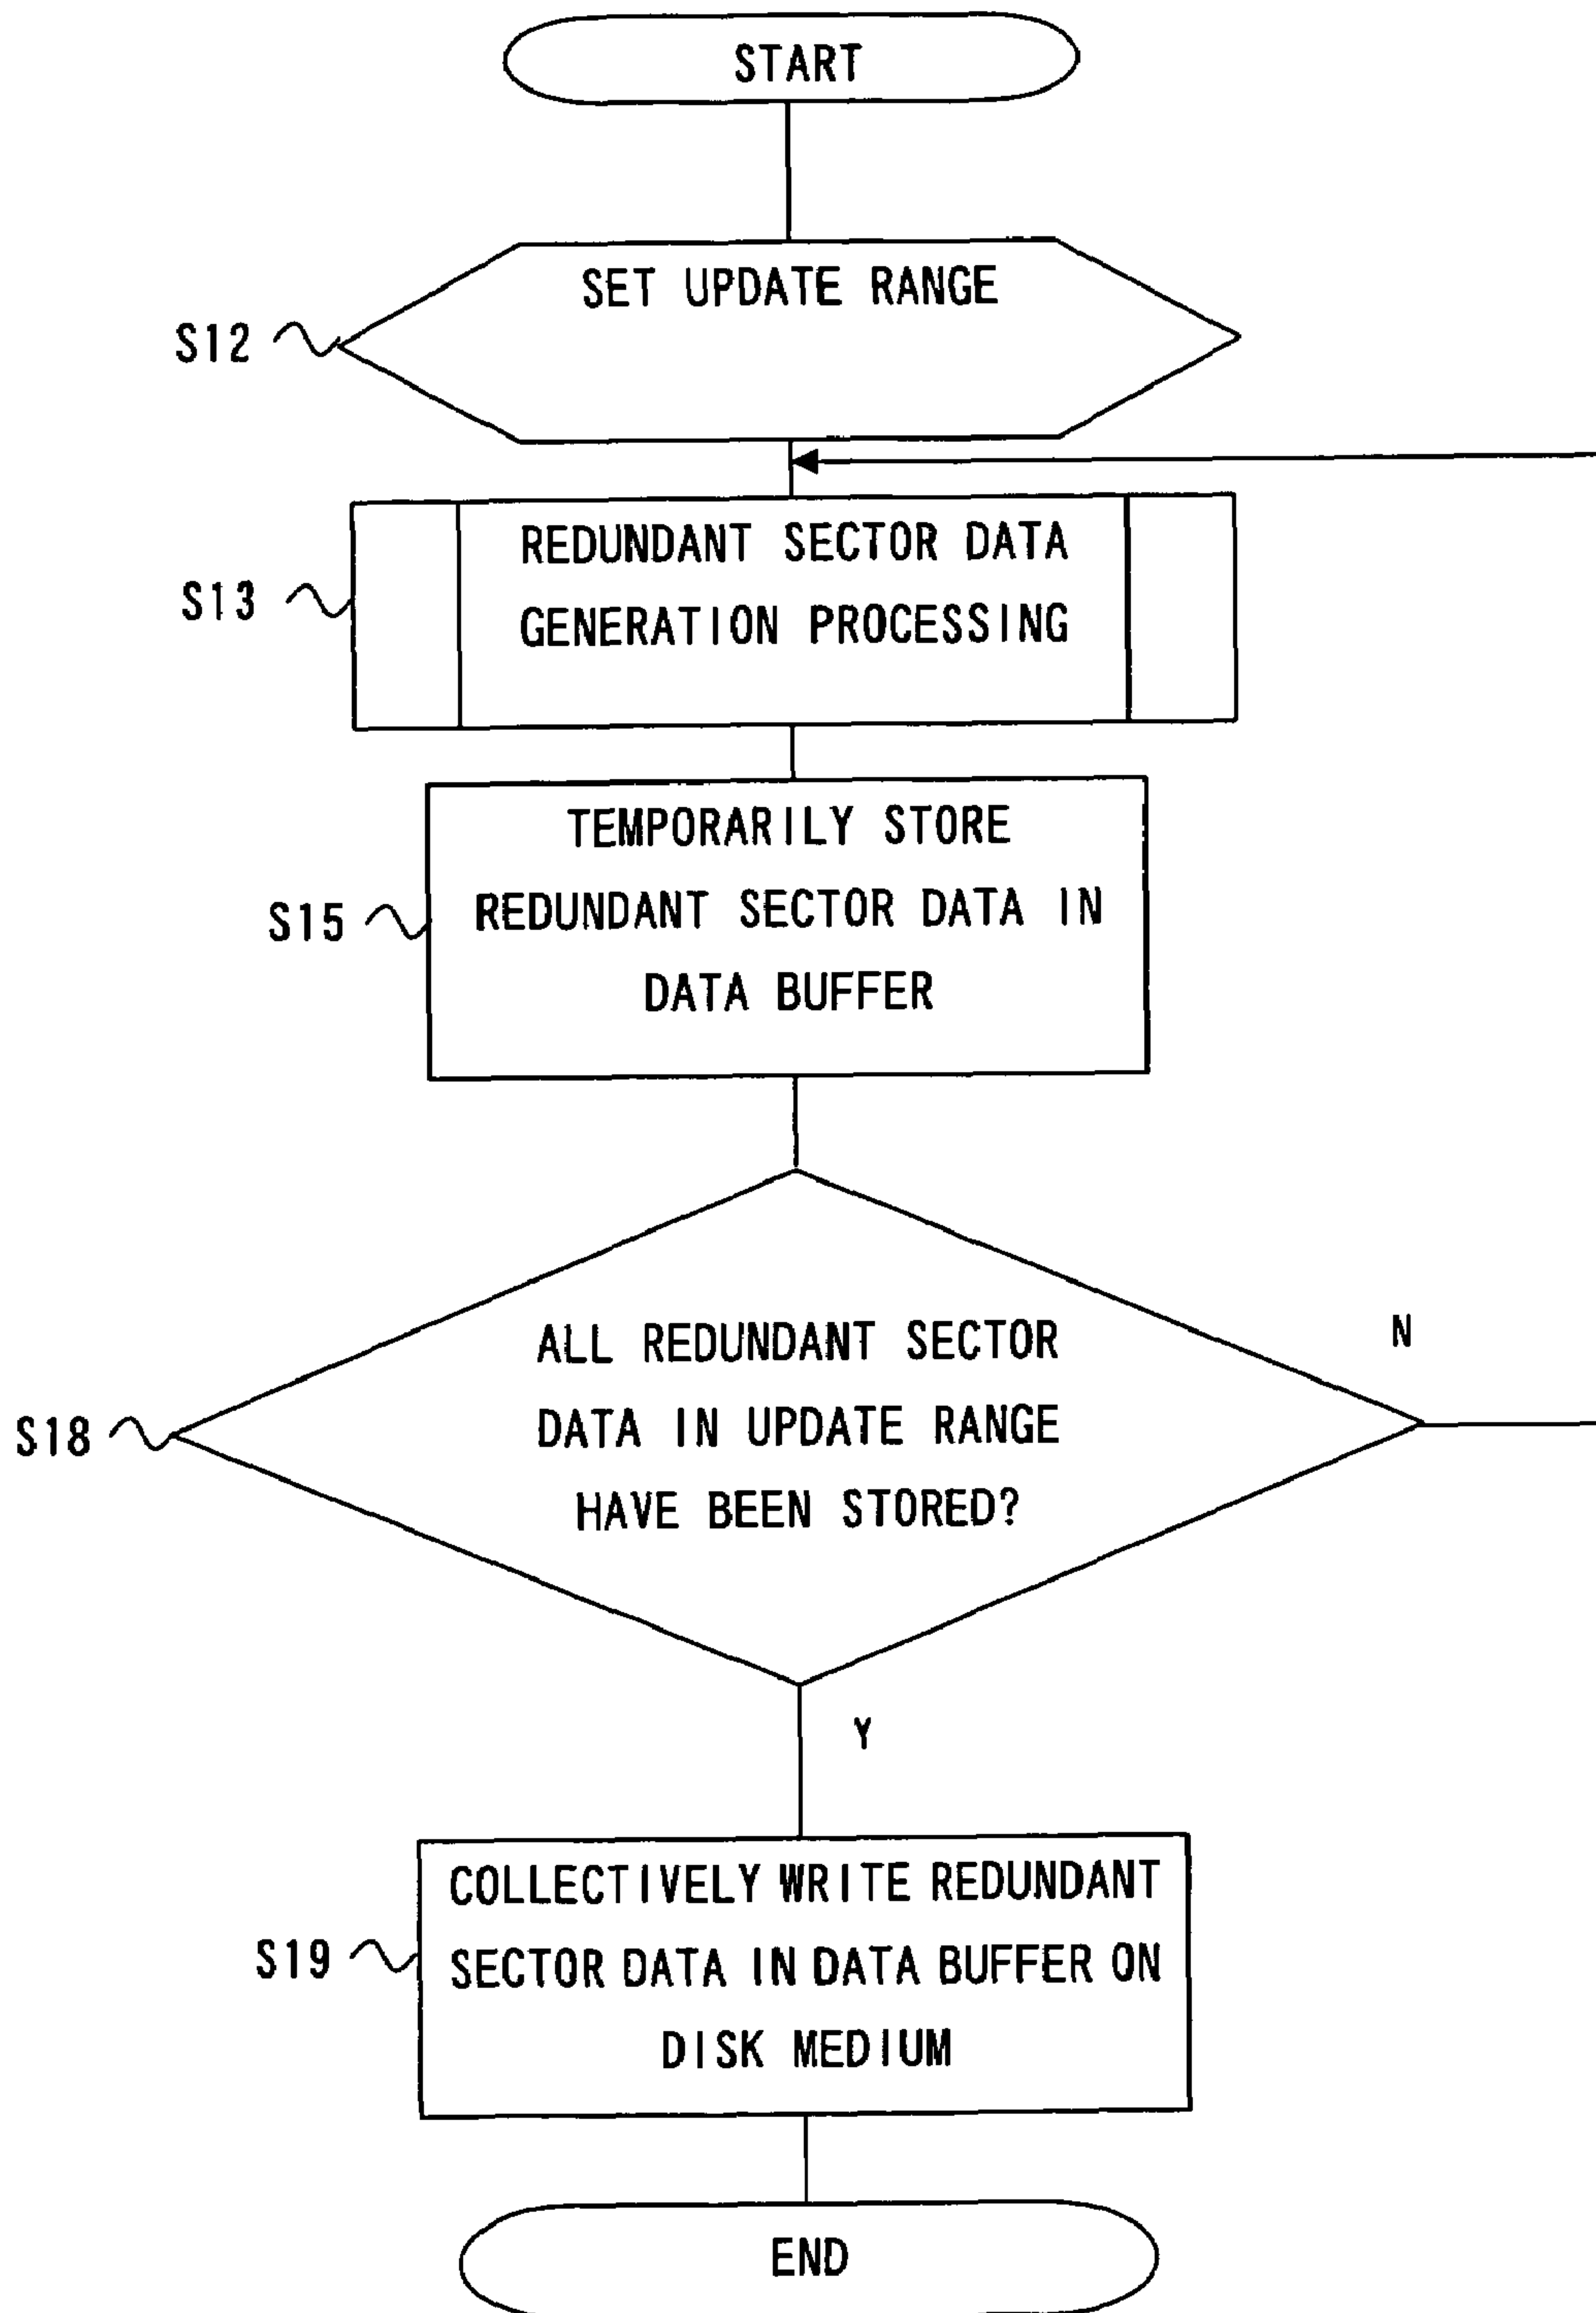 START
SET UPDATE RANGE
S12
REDUNDANT SECTOR DATA
GENERATION PROCESSING
S13
TEMPORARILY STORE
REDUNDANT SECTOR DATA IN
DATA BUFFER
S15
ALL REDUNDANT SECTOR
DATA IN UPDATE RANGE
HAVE BEEN STORED?
S18
N
Y
COLLECTIVELY WRITE REDUNDANT
SECTOR DATA IN DATA BUFFER ON
DISK MEDIUM
S19
END